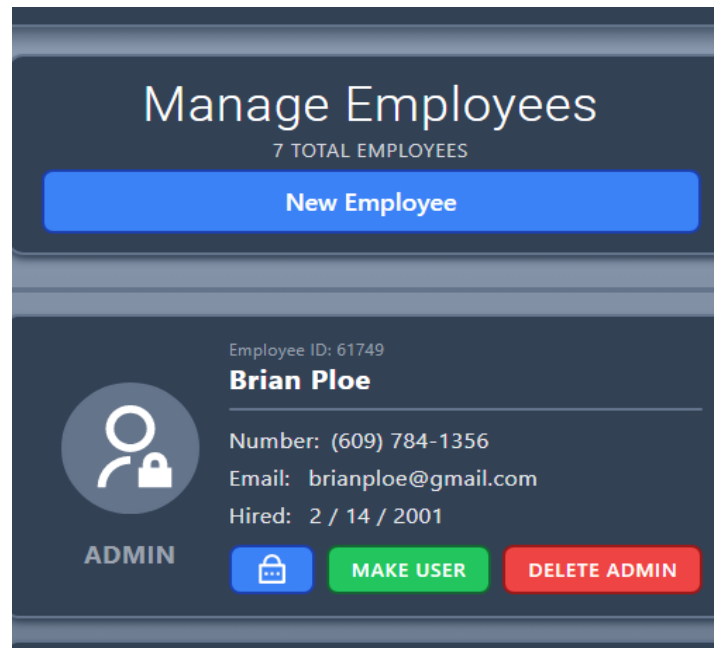 Manage Employees
7 TOTAL EMPLOYEES
New Employee
Employee ID: 61749
Brian Ploe
Number: (609) 784-1356
Email: brianploe@gmail.com
Hired: 2 / 14 / 2001
ADMIN
MAKE USER
DELETE ADMIN